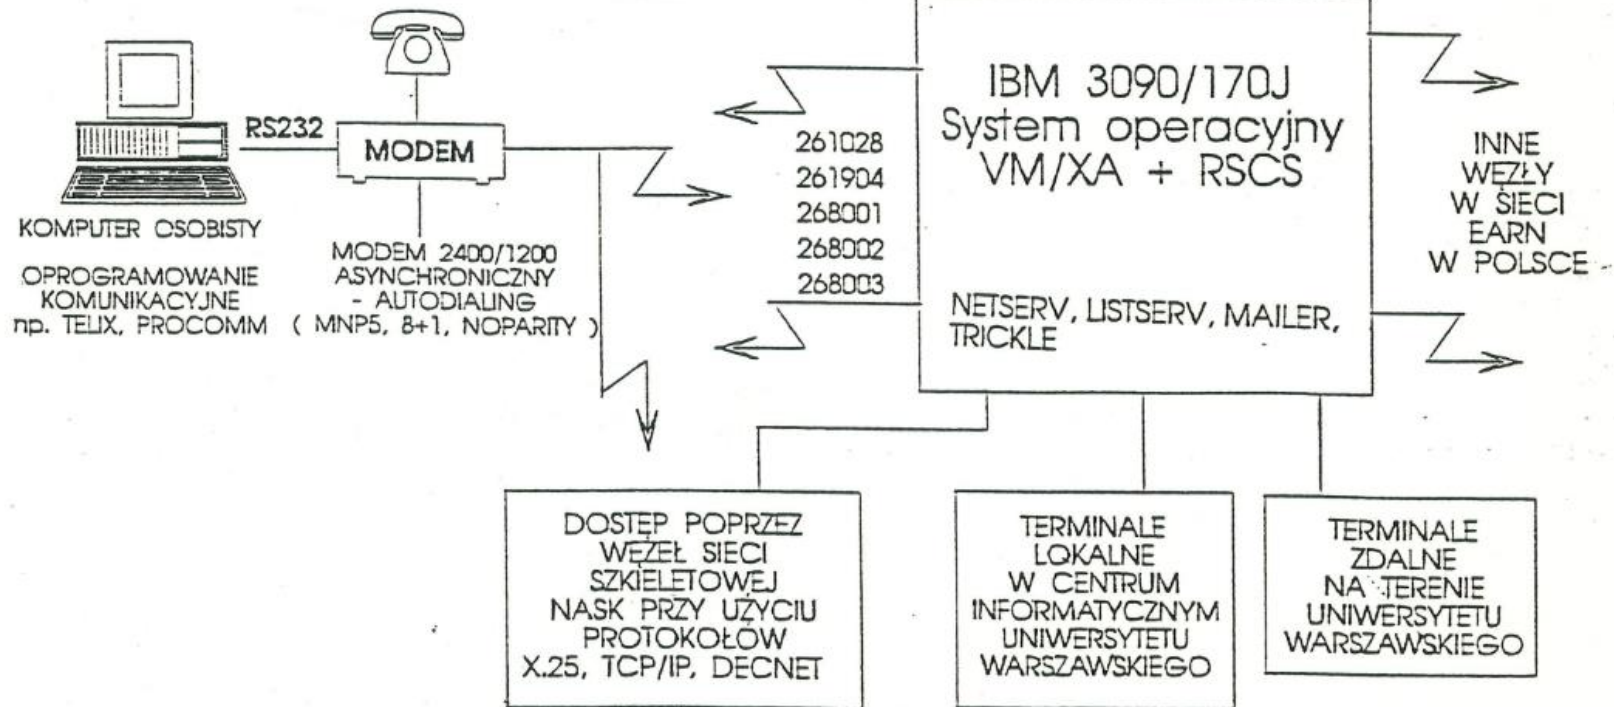 RS232
MODEM
KOMPUTER OSOBISTY
OPROGRAMOWANIE
KOMUNIKACYJNE
np. TELIX, PROCOMM
MODEM 2400/1200
ASYNCHRONICZNY
- AUTODIALING
( MNP5, 8+1, NOPARITY )
261028
261904
268001
268002
268003
IBM 3090/170J
System operacyjny
VM/XA + RSCS
NETSERV, LISTSERV, MAILER,
TRICKLE
INNE
WĘZŁY
W SIECI
EARN
W POLSCE
DOSTĘP POPRZEZ
WĘZEŁ SIECI
SZKIELETOWEJ
NASK PRZY UŻYCIU
PROTOKOŁÓW
X.25, TCP/IP, DECNET
TERMINALE
LOKALNE
W CENTRUM
INFORMATYCZNYM
UNIWERSYTETU
WARSZAWSKIEGO
TERMINALE
ZDALNE
NA TERENIE
UNIWERSYTETU
WARSZAWSKIEGO